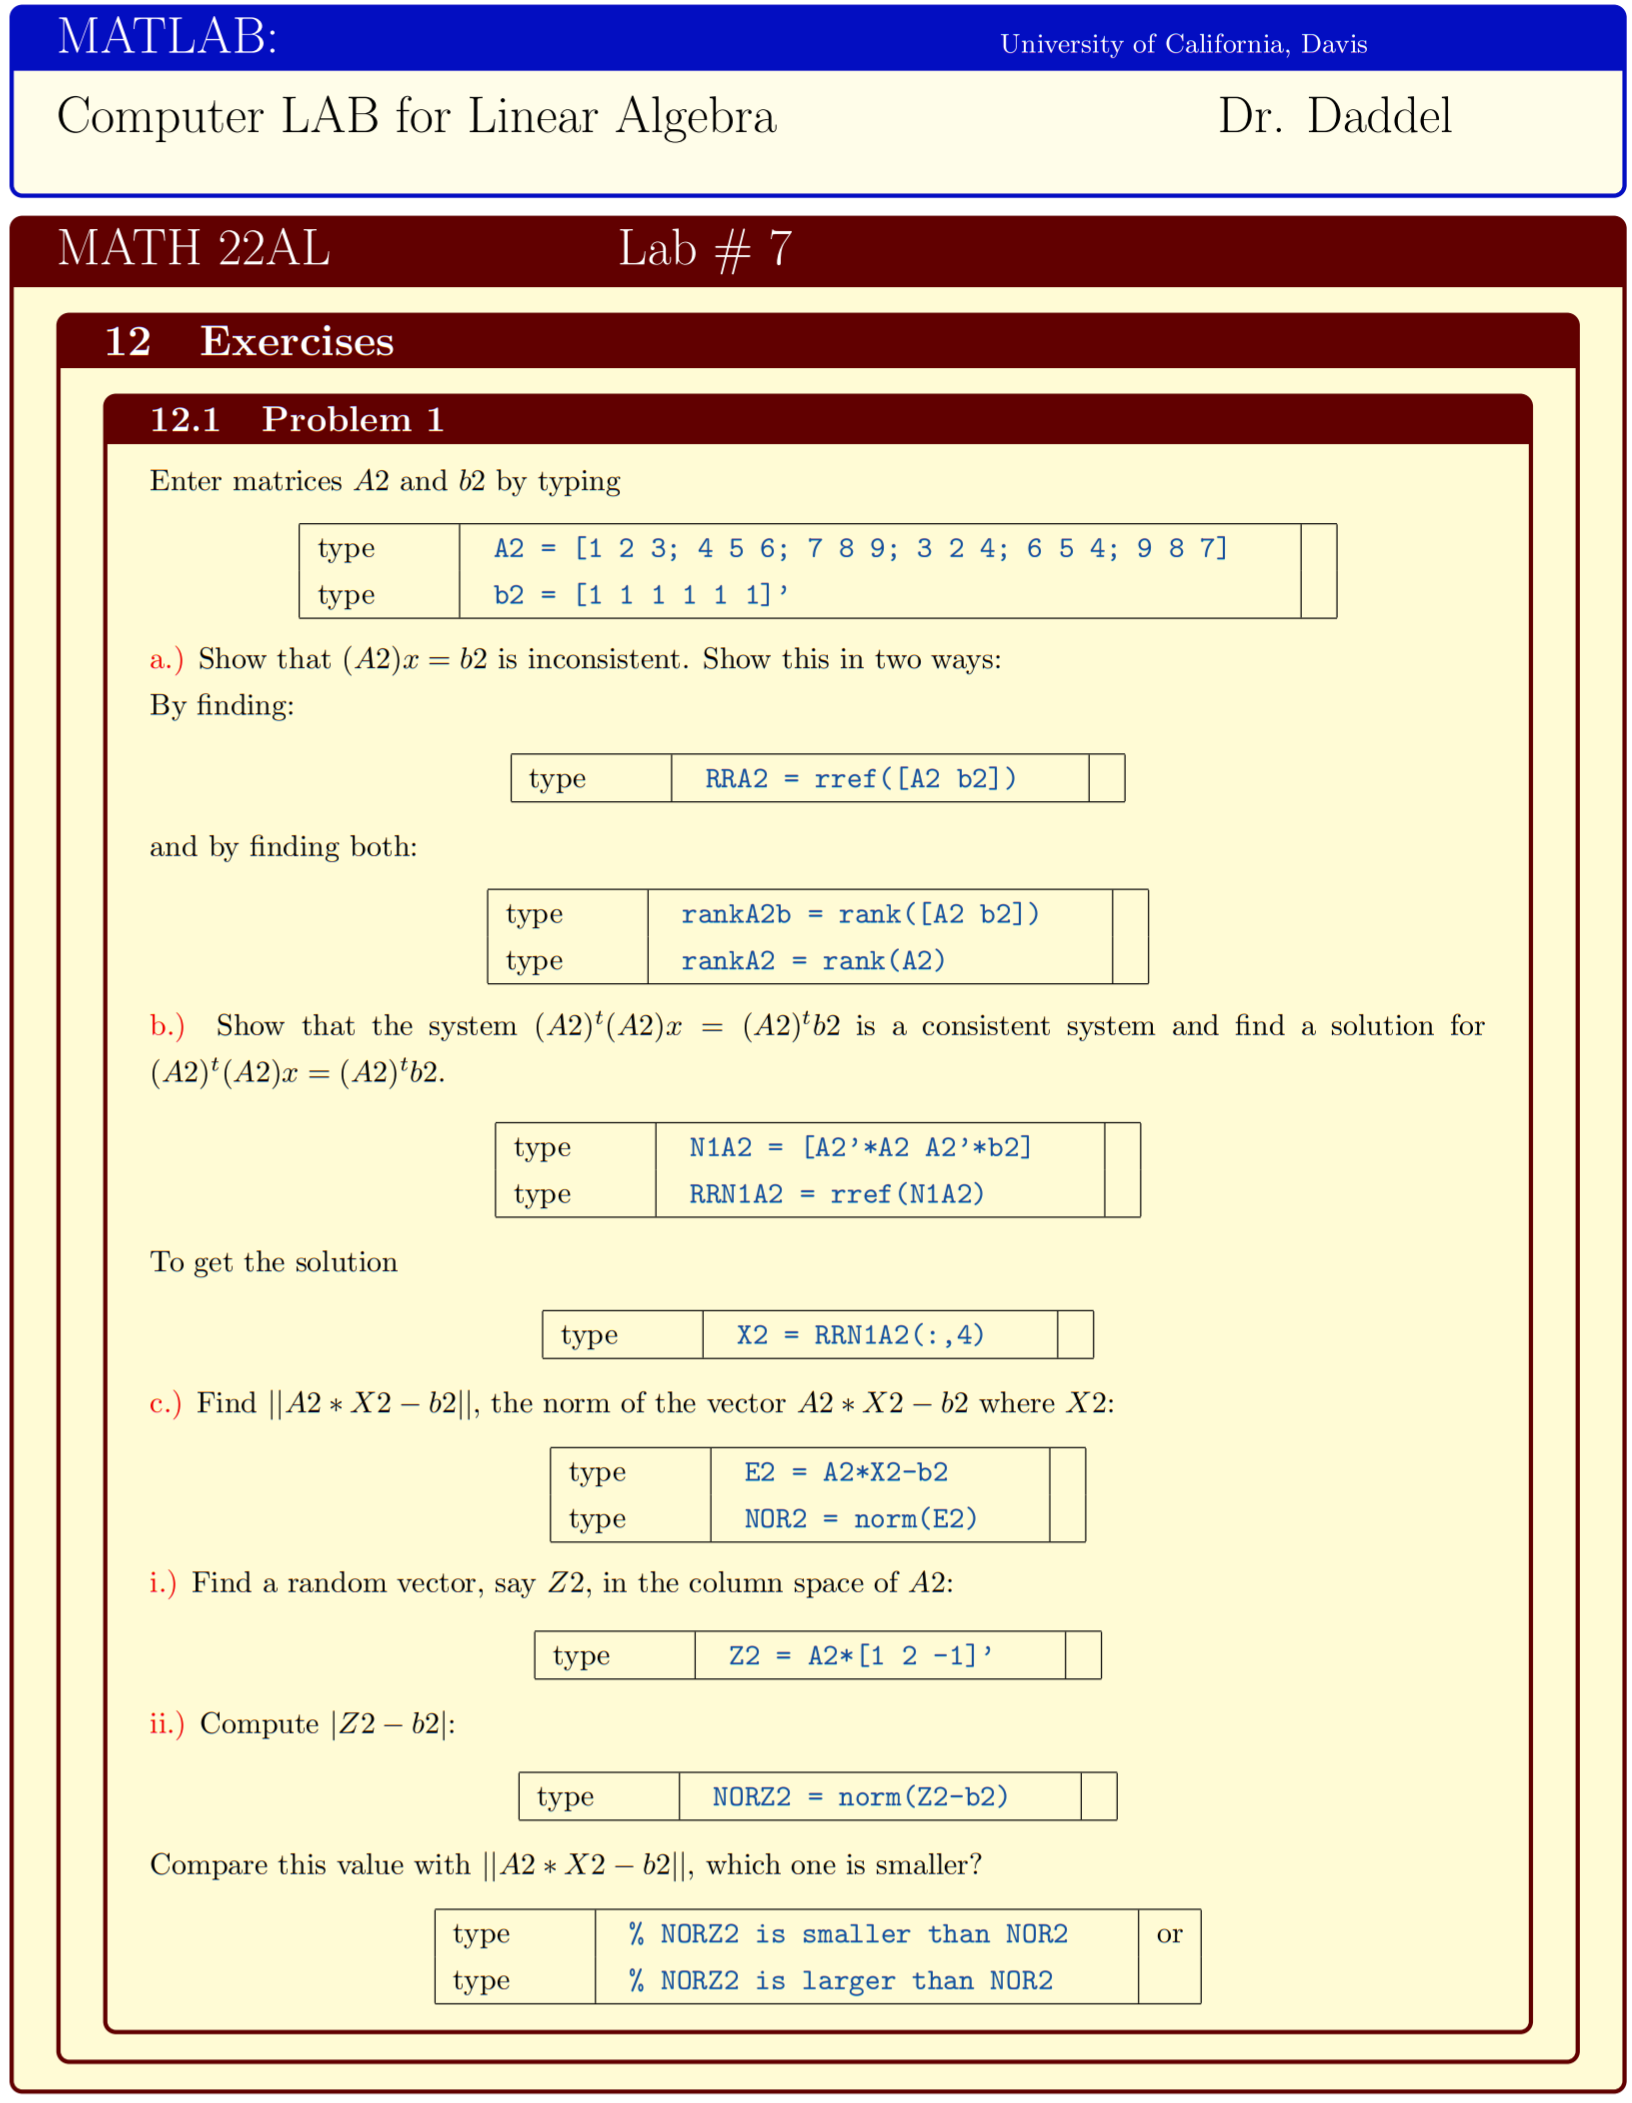 MATLAB: University of California, Davis
Computer LAB for Linear Algebra Dr. Daddel
MATH 22AL Lab # 7
12 Exercises
12.1 Problem 1
Enter matrices A2 and b2 by typing
type A2 = [1 2 3; 4 5 6; 7 8 9; 3 2 4; 6 5 4; 9 8 7]
type b2 = [1 1 1 1 1 1]’
a.) Show that (A2)x = b2 is inconsistent. Show this in two ways:
By finding:
type RRA2 = rref([A2 b2])
and by finding both:
type rankA2b = rank([A2 b2])
type rankA2 = rank(A2)
b.) Show that the system (A2)ᵗ(A2)x = (A2)ᵗb2 is a consistent system and find a solution for
(A2)ᵗ(A2)x = (A2)ᵗb2.
type N1A2 = [A2’*A2 A2’*b2]
type RRN1A2 = rref(N1A2)
To get the solution
type X2 = RRN1A2(:,4)
c.) Find ||A2 ∗ X2 − b2||, the norm of the vector A2 ∗ X2 − b2 where X2:
type E2 = A2*X2-b2
type NOR2 = norm(E2)
i.) Find a random vector, say Z2, in the column space of A2:
type Z2 = A2*[1 2 -1]’
ii.) Compute |Z2 − b2|:
type NORZ2 = norm(Z2-b2)
Compare this value with ||A2 ∗ X2 − b2||, which one is smaller?
type % NORZ2 is smaller than NOR2 or
type % NORZ2 is larger than NOR2